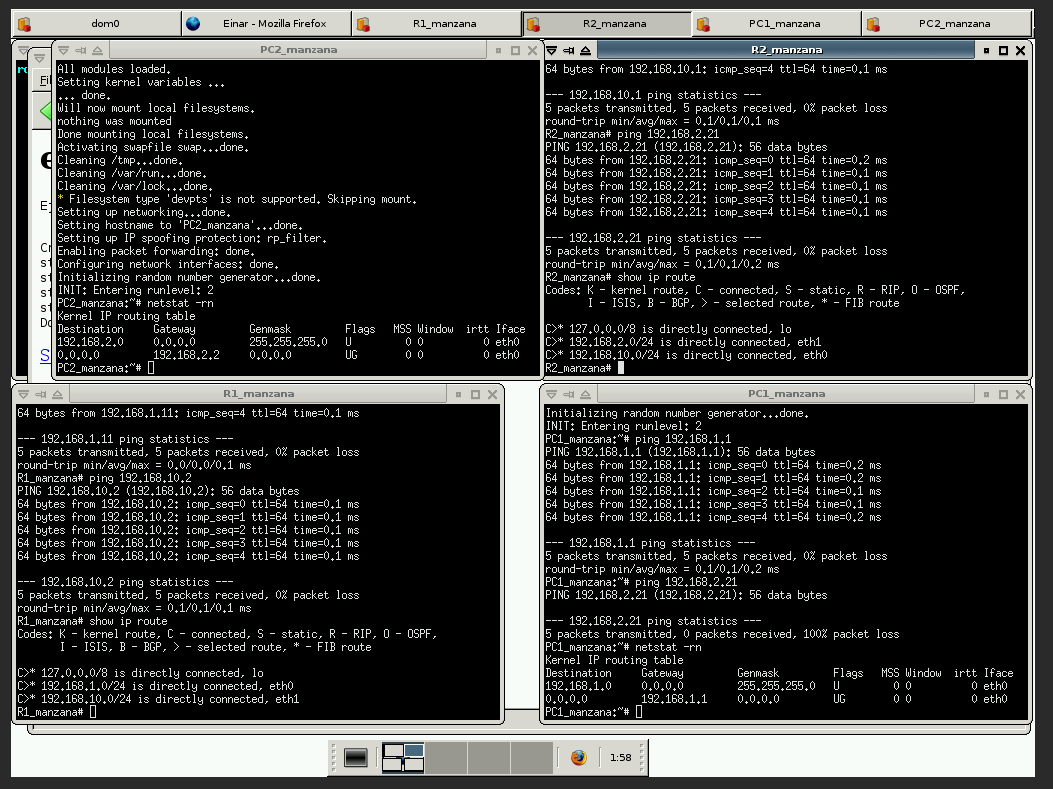 dom0
Einar - Mozilla Firefox
R1_manzana
R2_manzana
PC1_manzana
PC2_manzana
PC2_manzana
All modules loaded.
Setting kernel variables ...
... done.
Will now mount local filesystems.
nothing was mounted
Done mounting local filesystems.
Activating swapfile swap...done.
Cleaning /tmp...done.
Cleaning /var/run...done.
Cleaning /var/lock...done.
* Filesystem type 'devpts' is not supported. Skipping mount.
Setting up networking...done.
Setting hostname to 'PC2_manzana'...done.
Setting up IP spoofing protection: rp_filter.
Enabling packet forwarding: done.
Configuring network interfaces: done.
Initializing random number generator...done.
INIT: Entering runlevel: 2
PC2_manzana:~# netstat -rn
Kernel IP routing table
Destination Gateway Genmask Flags MSS Window irtt Iface
192.168.2.0 0.0.0.0 255.255.255.0 U 0 0 0 eth0
0.0.0.0 192.168.2.2 0.0.0.0 UG 0 0 0 eth0
PC2_manzana:~#
R2_manzana
64 bytes from 192.168.10.1: icmp_seq=4 ttl=64 time=0.1 ms
--- 192.168.10.1 ping statistics ---
5 packets transmitted, 5 packets received, 0% packet loss
round-trip min/avg/max = 0.1/0.1/0.1 ms
R2_manzana# ping 192.168.2.21
PING 192.168.2.21 (192.168.2.21): 56 data bytes
64 bytes from 192.168.2.21: icmp_seq=0 ttl=64 time=0.2 ms
64 bytes from 192.168.2.21: icmp_seq=1 ttl=64 time=0.1 ms
64 bytes from 192.168.2.21: icmp_seq=2 ttl=64 time=0.1 ms
64 bytes from 192.168.2.21: icmp_seq=3 ttl=64 time=0.1 ms
64 bytes from 192.168.2.21: icmp_seq=4 ttl=64 time=0.1 ms
--- 192.168.2.21 ping statistics ---
5 packets transmitted, 5 packets received, 0% packet loss
round-trip min/avg/max = 0.1/0.1/0.2 ms
R2_manzana# show ip route
Codes: K - kernel route, C - connected, S - static, R - RIP, O - OSPF,
I - ISIS, B - BGP, > - selected route, * - FIB route
C>* 127.0.0.0/8 is directly connected, lo
C>* 192.168.2.0/24 is directly connected, eth1
C>* 192.168.10.0/24 is directly connected, eth0
R2_manzana#
R1_manzana
64 bytes from 192.168.1.11: icmp_seq=4 ttl=64 time=0.1 ms
--- 192.168.1.11 ping statistics ---
5 packets transmitted, 5 packets received, 0% packet loss
round-trip min/avg/max = 0.0/0.0/0.1 ms
R1_manzana# ping 192.168.10.2
PING 192.168.10.2 (192.168.10.2): 56 data bytes
64 bytes from 192.168.10.2: icmp_seq=0 ttl=64 time=0.1 ms
64 bytes from 192.168.10.2: icmp_seq=1 ttl=64 time=0.1 ms
64 bytes from 192.168.10.2: icmp_seq=2 ttl=64 time=0.1 ms
64 bytes from 192.168.10.2: icmp_seq=3 ttl=64 time=0.1 ms
64 bytes from 192.168.10.2: icmp_seq=4 ttl=64 time=0.1 ms
--- 192.168.10.2 ping statistics ---
5 packets transmitted, 5 packets received, 0% packet loss
round-trip min/avg/max = 0.1/0.1/0.1 ms
R1_manzana# show ip route
Codes: K - kernel route, C - connected, S - static, R - RIP, O - OSPF,
I - ISIS, B - BGP, > - selected route, * - FIB route
C>* 127.0.0.0/8 is directly connected, lo
C>* 192.168.1.0/24 is directly connected, eth0
C>* 192.168.10.0/24 is directly connected, eth1
R1_manzana#
PC1_manzana
Initializing random number generator...done.
INIT: Entering runlevel: 2
PC1_manzana:~# ping 192.168.1.1
PING 192.168.1.1 (192.168.1.1): 56 data bytes
64 bytes from 192.168.1.1: icmp_seq=0 ttl=64 time=0.2 ms
64 bytes from 192.168.1.1: icmp_seq=1 ttl=64 time=0.2 ms
64 bytes from 192.168.1.1: icmp_seq=2 ttl=64 time=0.1 ms
64 bytes from 192.168.1.1: icmp_seq=3 ttl=64 time=0.2 ms
64 bytes from 192.168.1.1: icmp_seq=4 ttl=64 time=0.2 ms
--- 192.168.1.1 ping statistics ---
5 packets transmitted, 5 packets received, 0% packet loss
round-trip min/avg/max = 0.1/0.1/0.2 ms
PC1_manzana:~# ping 192.168.2.21
PING 192.168.2.21 (192.168.2.21): 56 data bytes
--- 192.168.2.21 ping statistics ---
5 packets transmitted, 0 packets received, 100% packet loss
PC1_manzana:~# netstat -rn
Kernel IP routing table
Destination Gateway Genmask Flags MSS Window irtt Iface
192.168.1.0 0.0.0.0 255.255.255.0 U 0 0 0 eth0
0.0.0.0 192.168.1.1 0.0.0.0 UG 0 0 0 eth0
PC1_manzana:~#
1:58